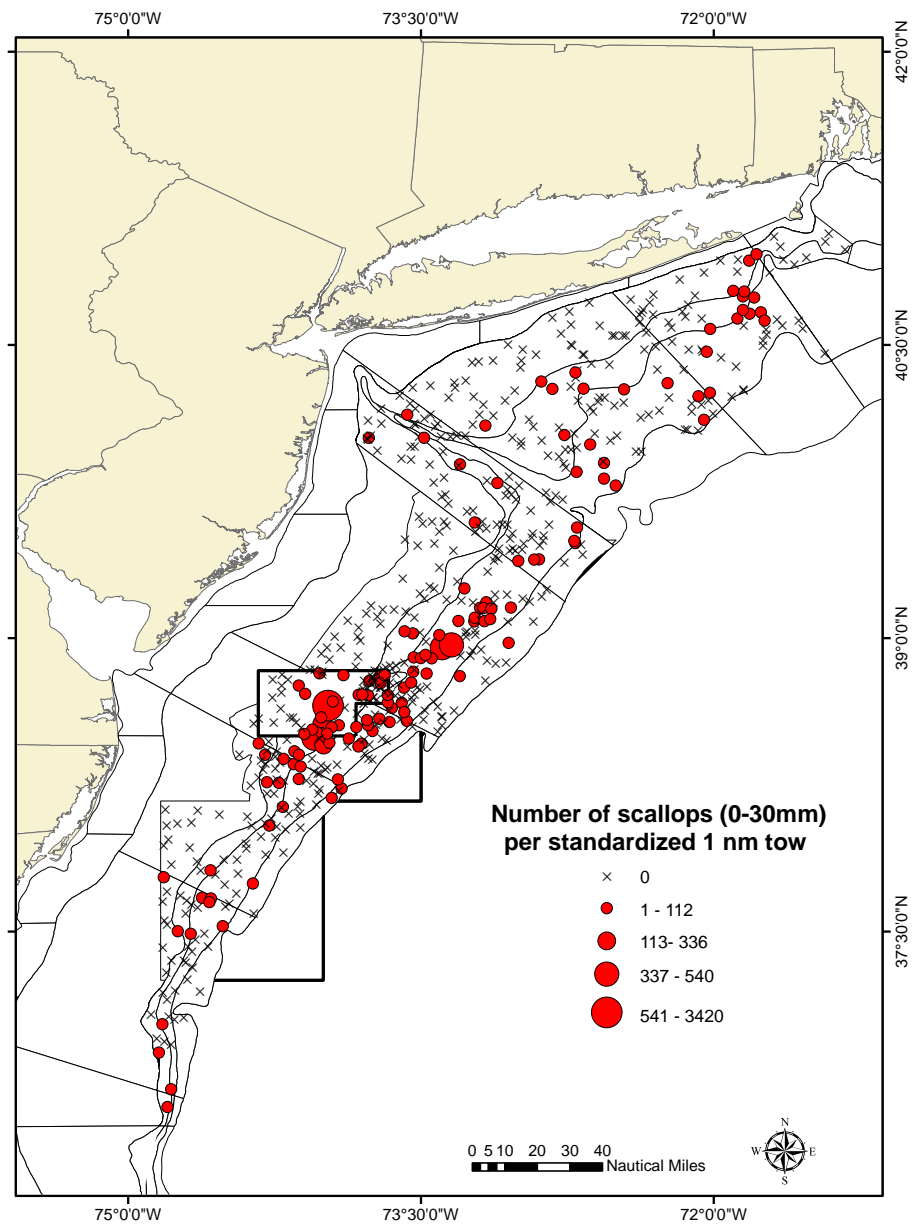 75°0'0"W 73°30'0"W 72°0'0"W
42°0'0"N
40°30'0"N
39°0'0"N
Number of scallops (0-30mm)
per standardized 1 nm tow
0
1 - 112
37°30'0"N
113- 336
337 - 540
541 - 3420
N
W E
S
0 5 10 20 30 40
Nautical Miles
75°0'0"W 73°30'0"W 72°0'0"W